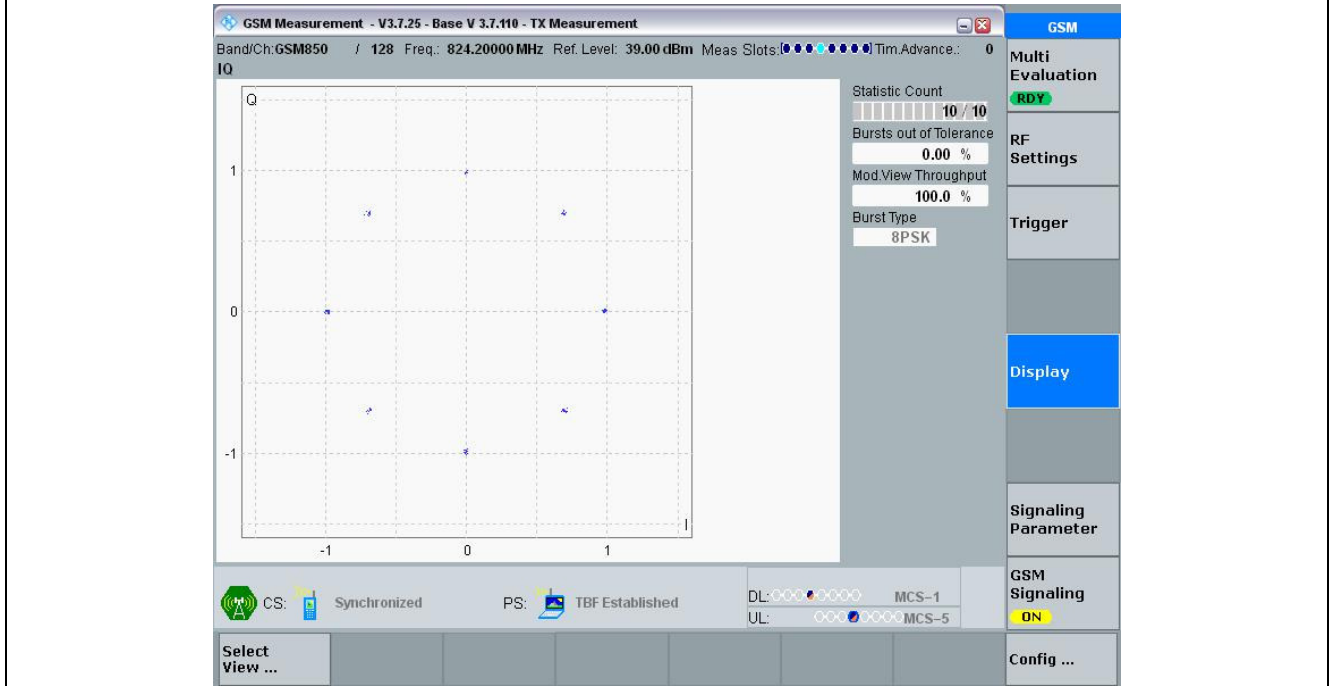 GSM Measurement - V3.7.25 - Base V 3.7.110 - TX Measurement
GSM
Band/Ch:GSM850 / 128 Freq.: 824.20000 MHz Ref. Level: 39.00 dBm Meas Slots: Tim.Advance.: 0
IQ
Multi
Evaluation
RDY
Q
1
0
-1
I
-1 0 1
Statistic Count
10 / 10
Bursts out of Tolerance
0.00 %
Mod.View Throughput
100.0 %
Burst Type
8PSK
RF
Settings
Trigger
Display
Signaling
Parameter
GSM
Signaling
ON
CS: Synchronized PS: TBF Established
DL: MCS-1
UL: MCS-5
Select
View ...
Config ...